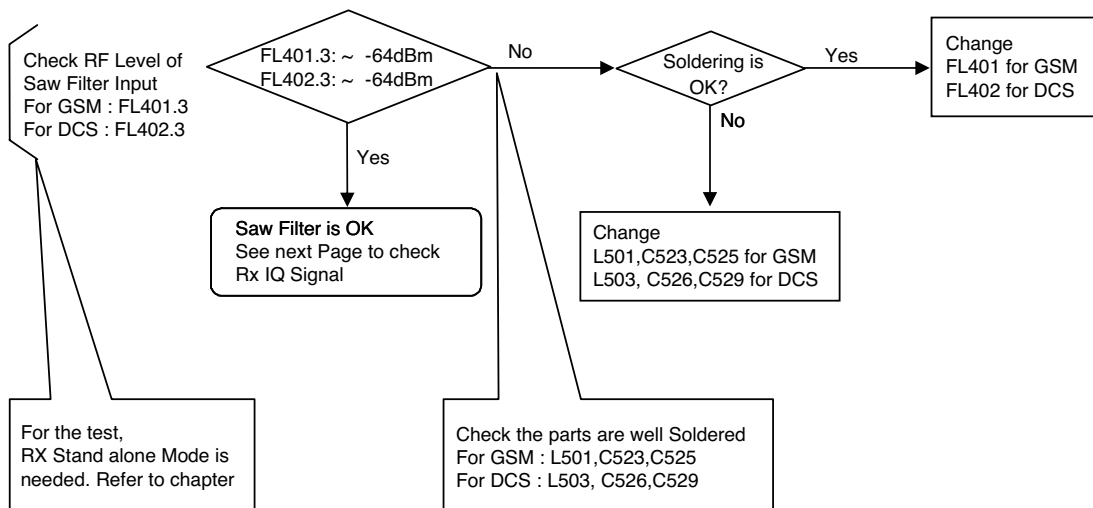 Check RF Level of
Saw Filter Input
For GSM : FL401.3
For DCS : FL402.3
FL401.3: ~ -64dBm
FL402.3: ~ -64dBm
No
Soldering is
OK?
Yes
Change
FL401 for GSM
FL402 for DCS
Yes
No
Saw Filter is OK
See next Page to check
Rx IQ Signal
Change
L501,C523,C525 for GSM
L503, C526,C529 for DCS
For the test,
RX Stand alone Mode is
needed. Refer to chapter
Check the parts are well Soldered
For GSM : L501,C523,C525
For DCS : L503, C526,C529